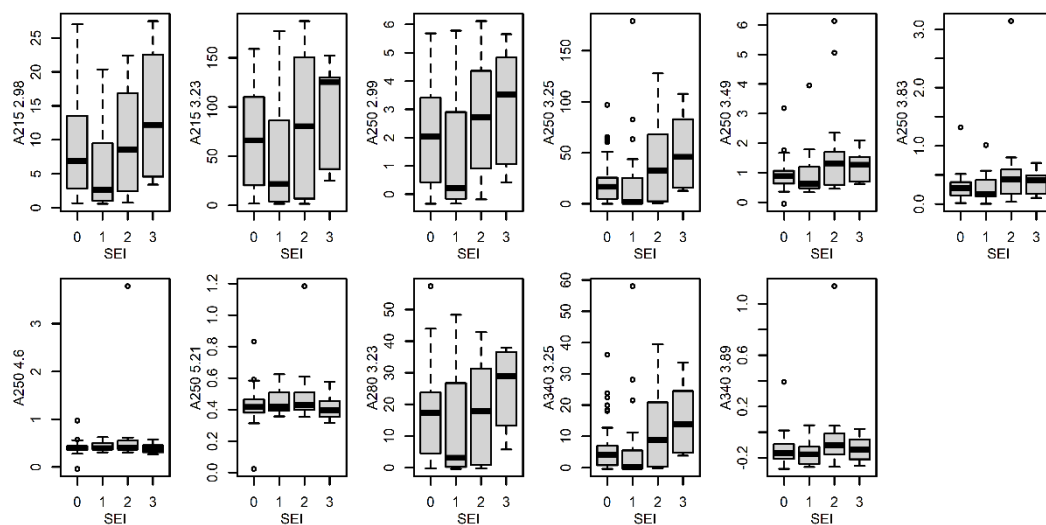 A215 2.98
25
20
15
10
5
0
0 1 2 3
SEI
A215 3.23
150
100
50
0
0 1 2 3
SEI
A250 2.99
6
5
4
3
2
1
0
0 1 2 3
SEI
A250 3.25
150
100
50
0
0 1 2 3
SEI
A250 3.49
6
5
4
3
2
1
0
0 1 2 3
SEI
A250 3.83
3.0
2.0
1.0
0.0
0 1 2 3
SEI
A250 4.6
3
2
1
0
0 1 2 3
SEI
A250 5.21
1.2
1.0
0.8
0.6
0.4
0.2
0.0
0 1 2 3
SEI
A280 3.23
50
40
30
20
10
0
0 1 2 3
SEI
A340 3.25
60
50
40
30
20
10
0
0 1 2 3
SEI
A340 3.89
1.0
0.6
0.2
-0.2
0 1 2 3
SEI